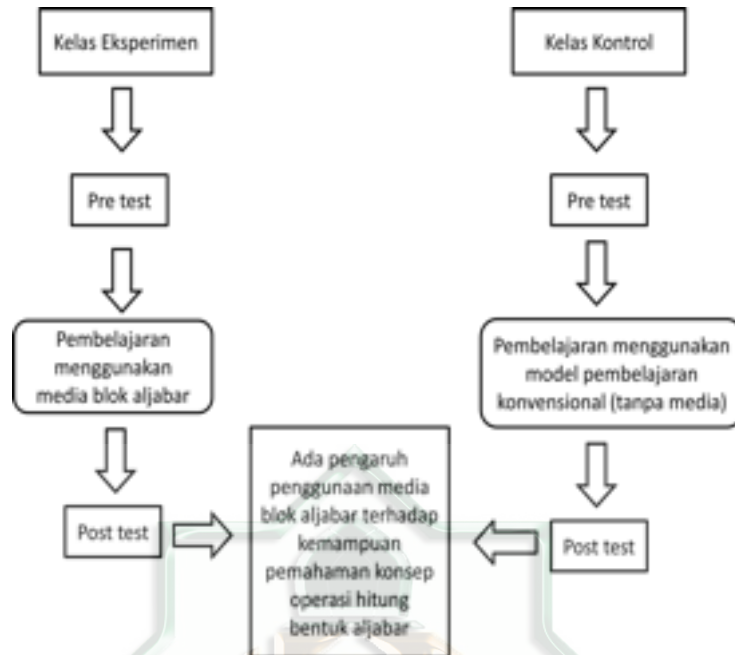 Kelas Eksperimen
Kelas Kontrol
Pre test
Pre test
Pembelajaran
menggunakan
media blok aljabar
Pembelajaran menggunakan
model pembelajaran
konvensional (tanpa media)
Post test
Ada pengaruh
penggunaan media
blok aljabar terhadap
kemampuan
pemahaman konsep
operasi hitung
bentuk aljabar
Post test